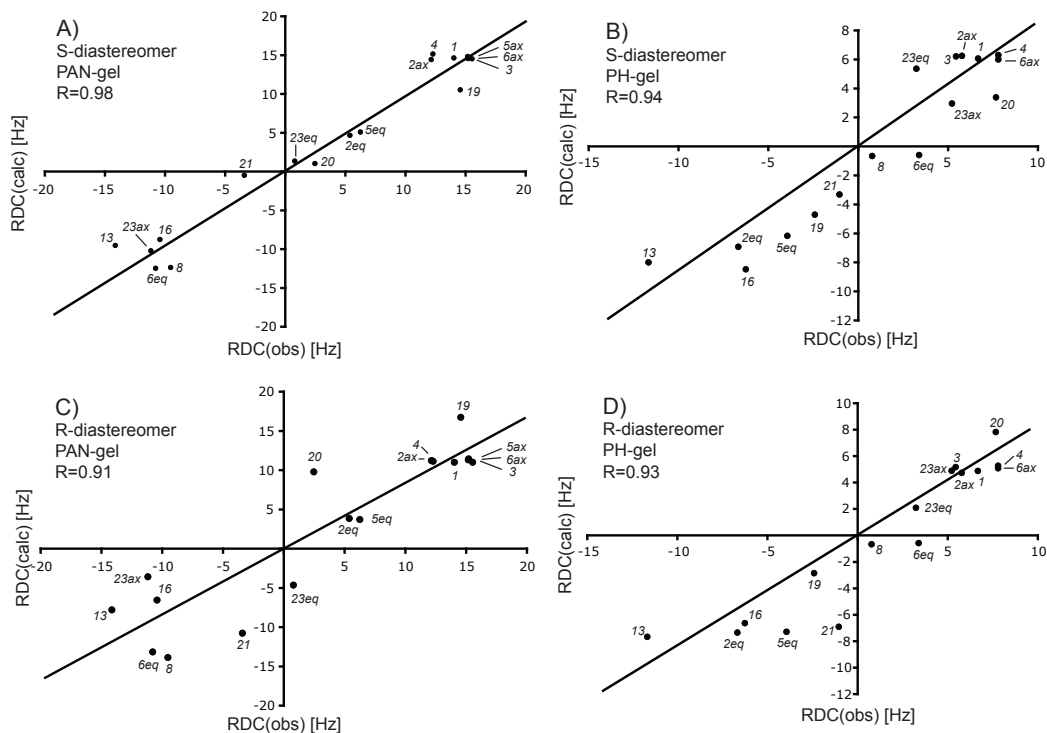 A)
S-diastereomer
PAN-gel
R=0.98
RDC(calc) [Hz]
RDC(obs) [Hz]
20
15
10
5
-5
-10
-15
-20
-20
-15
-10
-5
0
5
10
15
20
4
1
2ax
5ax
6ax
3
19
23eq
5eq
2eq
20
21
23ax
16
13
6eq
8
B)
S-diastereomer
PH-gel
R=0.94
RDC(calc) [Hz]
RDC(obs) [Hz]
8
6
4
2
-2
-4
-6
-8
-10
-12
-15
-10
-5
0
5
10
23eq
3
2ax
1
4
6ax
23ax
20
8
6eq
21
19
2eq
5eq
16
13
C)
R-diastereomer
PAN-gel
R=0.91
RDC(calc) [Hz]
RDC(obs) [Hz]
20
15
10
5
-5
-10
-15
-20
-20
-15
-10
-5
0
5
10
15
20
19
20
4
2ax
1
5ax
6ax
3
2eq
5eq
23ax
16
13
23eq
21
6eq
8
D)
R-diastereomer
PH-gel
R=0.93
RDC(calc) [Hz]
RDC(obs) [Hz]
10
8
6
4
2
-2
-4
-6
-8
-10
-12
-15
-10
-5
0
5
10
20
3
23ax
2ax
1
4
6ax
23eq
8
6eq
19
16
13
2eq
5eq
21